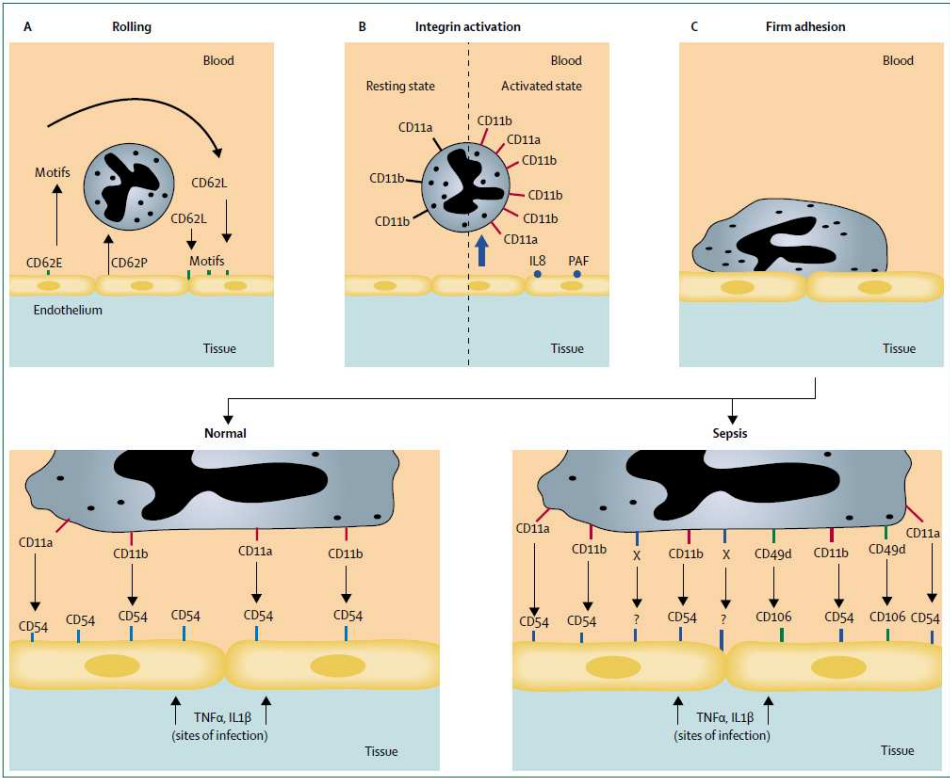 A Rolling
Blood
Motifs
CD62L
CD62L
CD62E
CD62P
Motifs
Endothelium
Tissue
B Integrin activation
Blood
Resting state
Activated state
CD11a
CD11b
CD11b
CD11b
CD11a
CD11b
CD11b
CD11b
CD11a
IL8
PAF
Tissue
C Firm adhesion
Blood
Tissue
Normal
CD11a
CD11b
CD11a
CD11b
CD54
CD54
CD54
CD54
CD54
CD54
TNFα, IL1β
(sites of infection)
Tissue
Sepsis
CD11a
CD11b
X
CD11b
X
CD49d
CD11b
CD49d
CD11a
CD54
CD54
?
CD54
?
CD106
CD54
CD106
CD54
TNFα, IL1β
(sites of infection)
Tissue